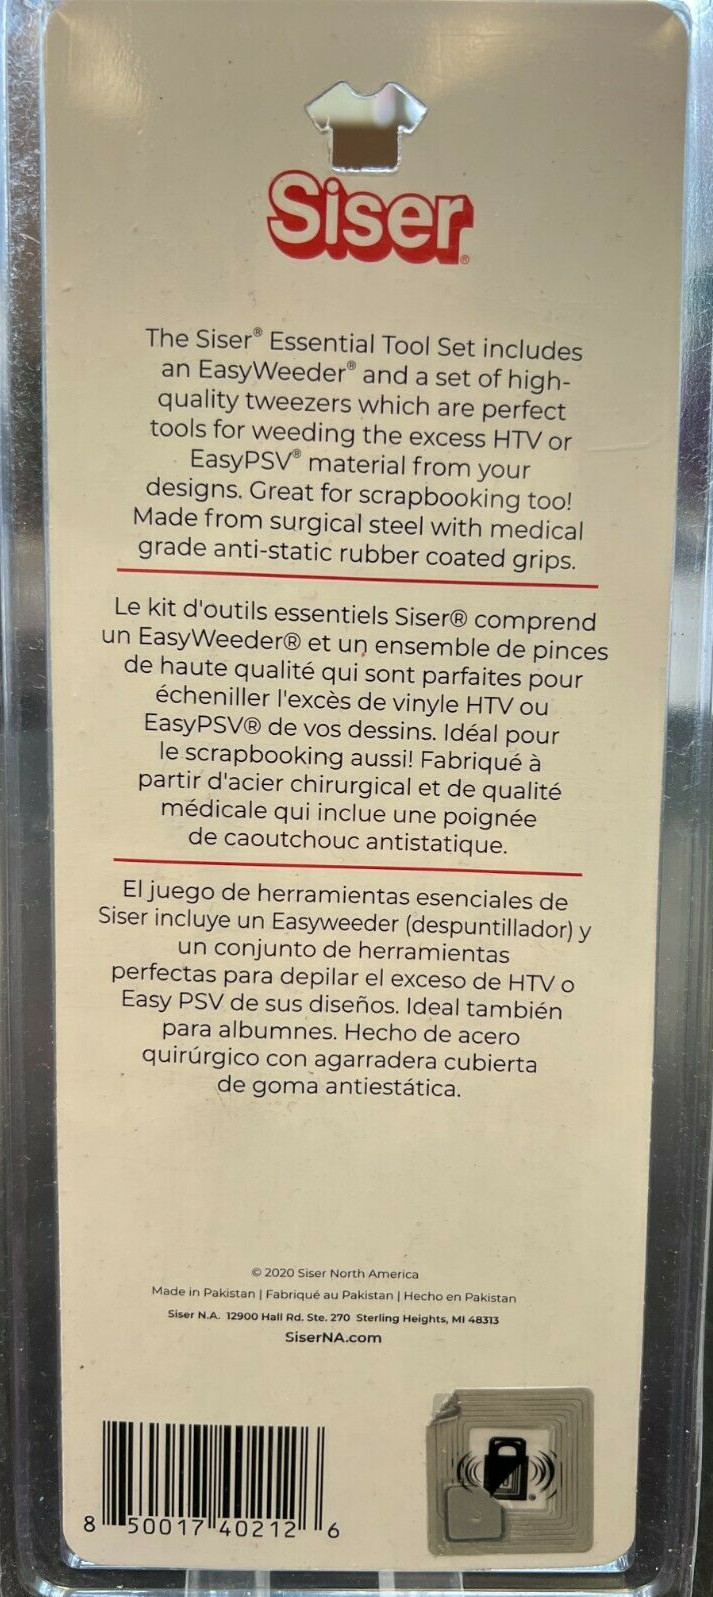 Siser®
The Siser® Essential Tool Set includes
an EasyWeeder® and a set of high-
quality tweezers which are perfect
tools for weeding the excess HTV or
EasyPSV® material from your
designs. Great for scrapbooking too!
Made from surgical steel with medical
grade anti-static rubber coated grips.
Le kit d'outils essentiels Siser® comprend
un EasyWeeder® et un ensemble de pinces
de haute qualité qui sont parfaites pour
écheniller l'excès de vinyle HTV ou
EasyPSV® de vos dessins. Idéal pour
le scrapbooking aussi! Fabriqué à
partir d'acier chirurgical et de qualité
médicale qui inclue une poignée
de caoutchouc antistatique.
El juego de herramientas esenciales de
Siser incluye un Easyweeder (despuntillador) y
un conjunto de herramientas
perfectas para depilar el exceso de HTV o
Easy PSV de sus diseños. Ideal también
para albumnes. Hecho de acero
quirúrgico con agarradera cubierta
de goma antiestática.
© 2020 Siser North America
Made in Pakistan | Fabriqué au Pakistan | Hecho en Pakistan
Siser N.A. 12900 Hall Rd. Ste. 270 Sterling Heights, MI 48313
SiserNA.com
8 50017 40212 6